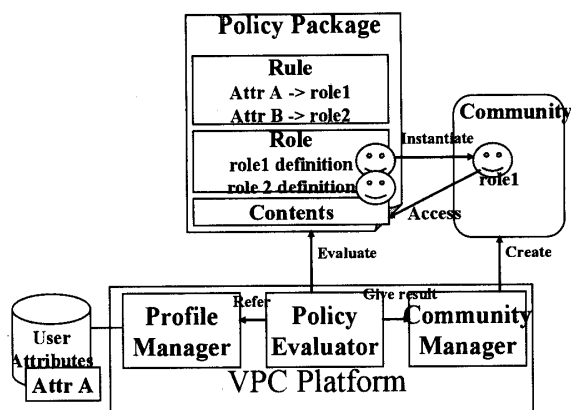 Policy Package
Rule
Attr A -> role1
Attr B -> role2
Community
Role
Instantiate
role1 definition
role 2 definition
role1
Contents
Access
Evaluate
Create
Refer
Give result
User
Attributes
Attr A
Profile
Manager
Policy
Evaluator
Community
Manager
VPC Platform